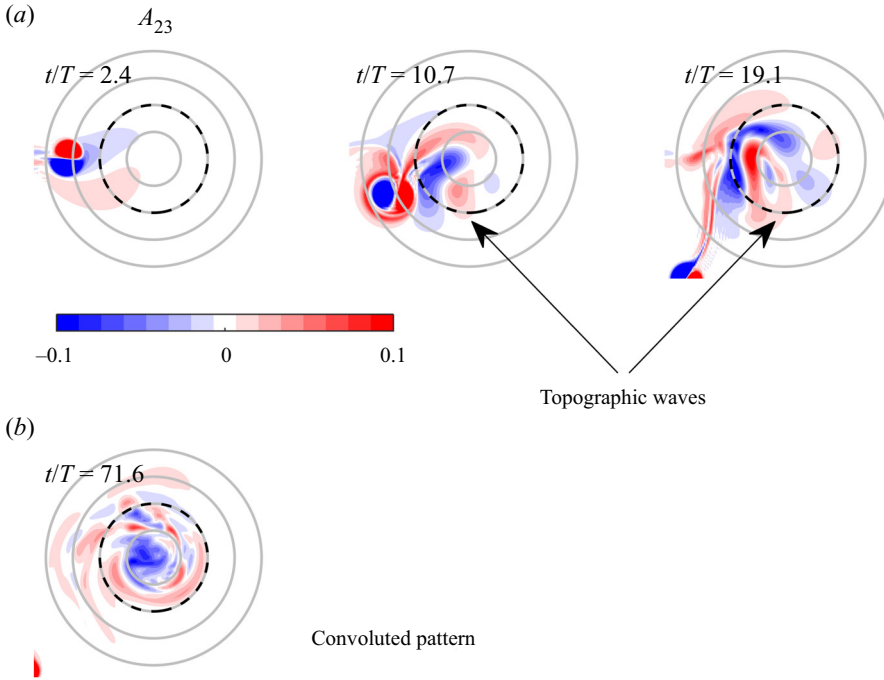 (a)
A23
t/T = 2.4
t/T = 10.7
t/T = 19.1
–0.1 0 0.1
Topographic waves
(b)
t/T = 71.6
Convoluted pattern